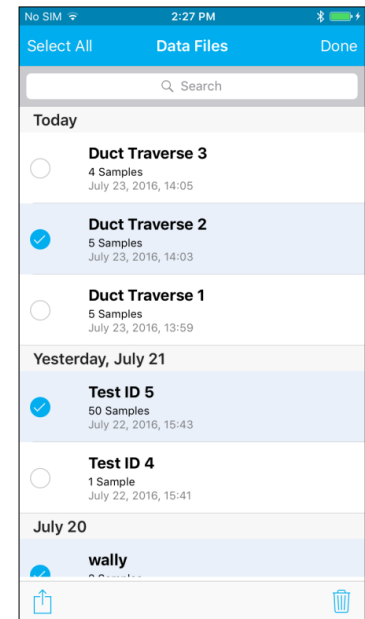 No SIM 2:27 PM
Select All Data Files Done
Search
Today
Duct Traverse 3
4 Samples
July 23, 2016, 14:05
Duct Traverse 2
5 Samples
July 23, 2016, 14:03
Duct Traverse 1
5 Samples
July 23, 2016, 13:59
Yesterday, July 21
Test ID 5
50 Samples
July 22, 2016, 15:43
Test ID 4
1 Sample
July 22, 2016, 15:41
July 20
wally